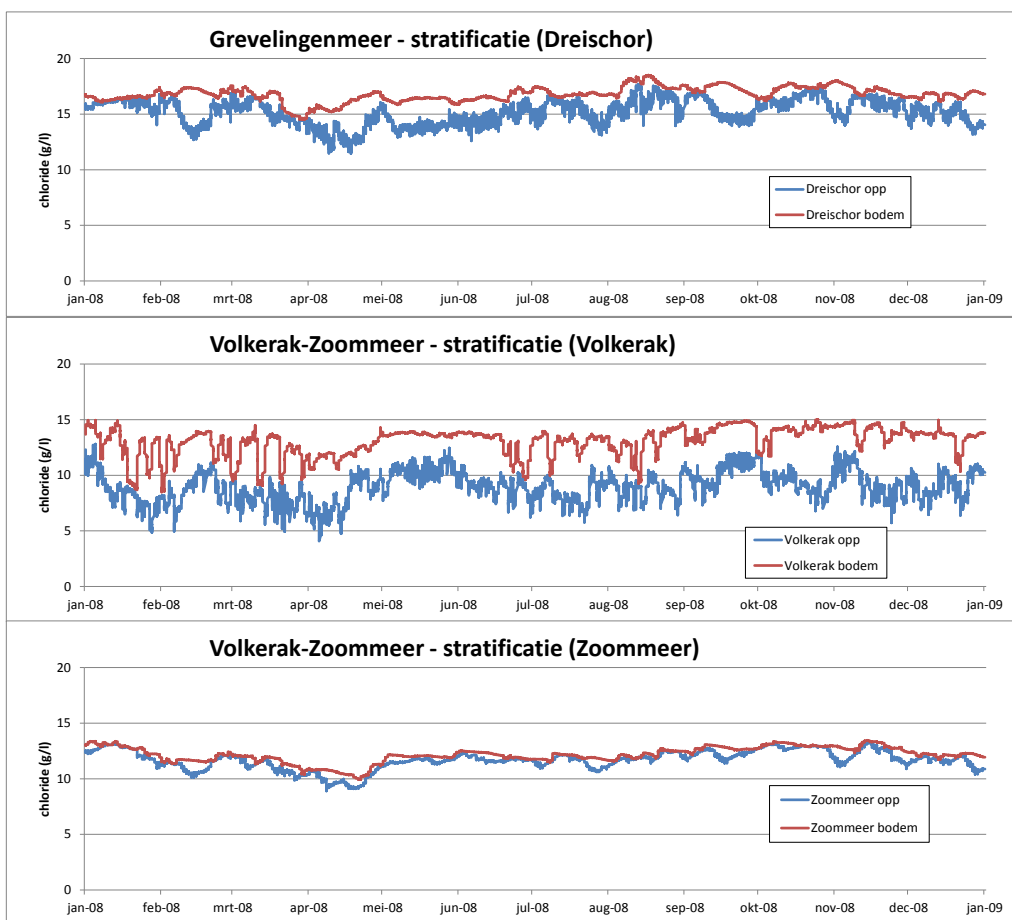 Grevelingenmeer - stratificatie (Dreischor)
20
15
10
5
0
chloride (g/l)
Dreischor opp
Dreischor bodem
jan-08 feb-08 mrt-08 apr-08 mei-08 jun-08 jul-08 aug-08 sep-08 okt-08 nov-08 dec-08 jan-09
Volkerak-Zoommeer - stratificatie (Volkerak)
20
15
10
5
0
chloride (g/l)
Volkerak opp
Volkerak bodem
jan-08 feb-08 mrt-08 apr-08 mei-08 jun-08 jul-08 aug-08 sep-08 okt-08 nov-08 dec-08 jan-09
Volkerak-Zoommeer - stratificatie (Zoommeer)
20
15
10
5
0
chloride (g/l)
Zoommeer opp
Zoommeer bodem
jan-08 feb-08 mrt-08 apr-08 mei-08 jun-08 jul-08 aug-08 sep-08 okt-08 nov-08 dec-08 jan-09